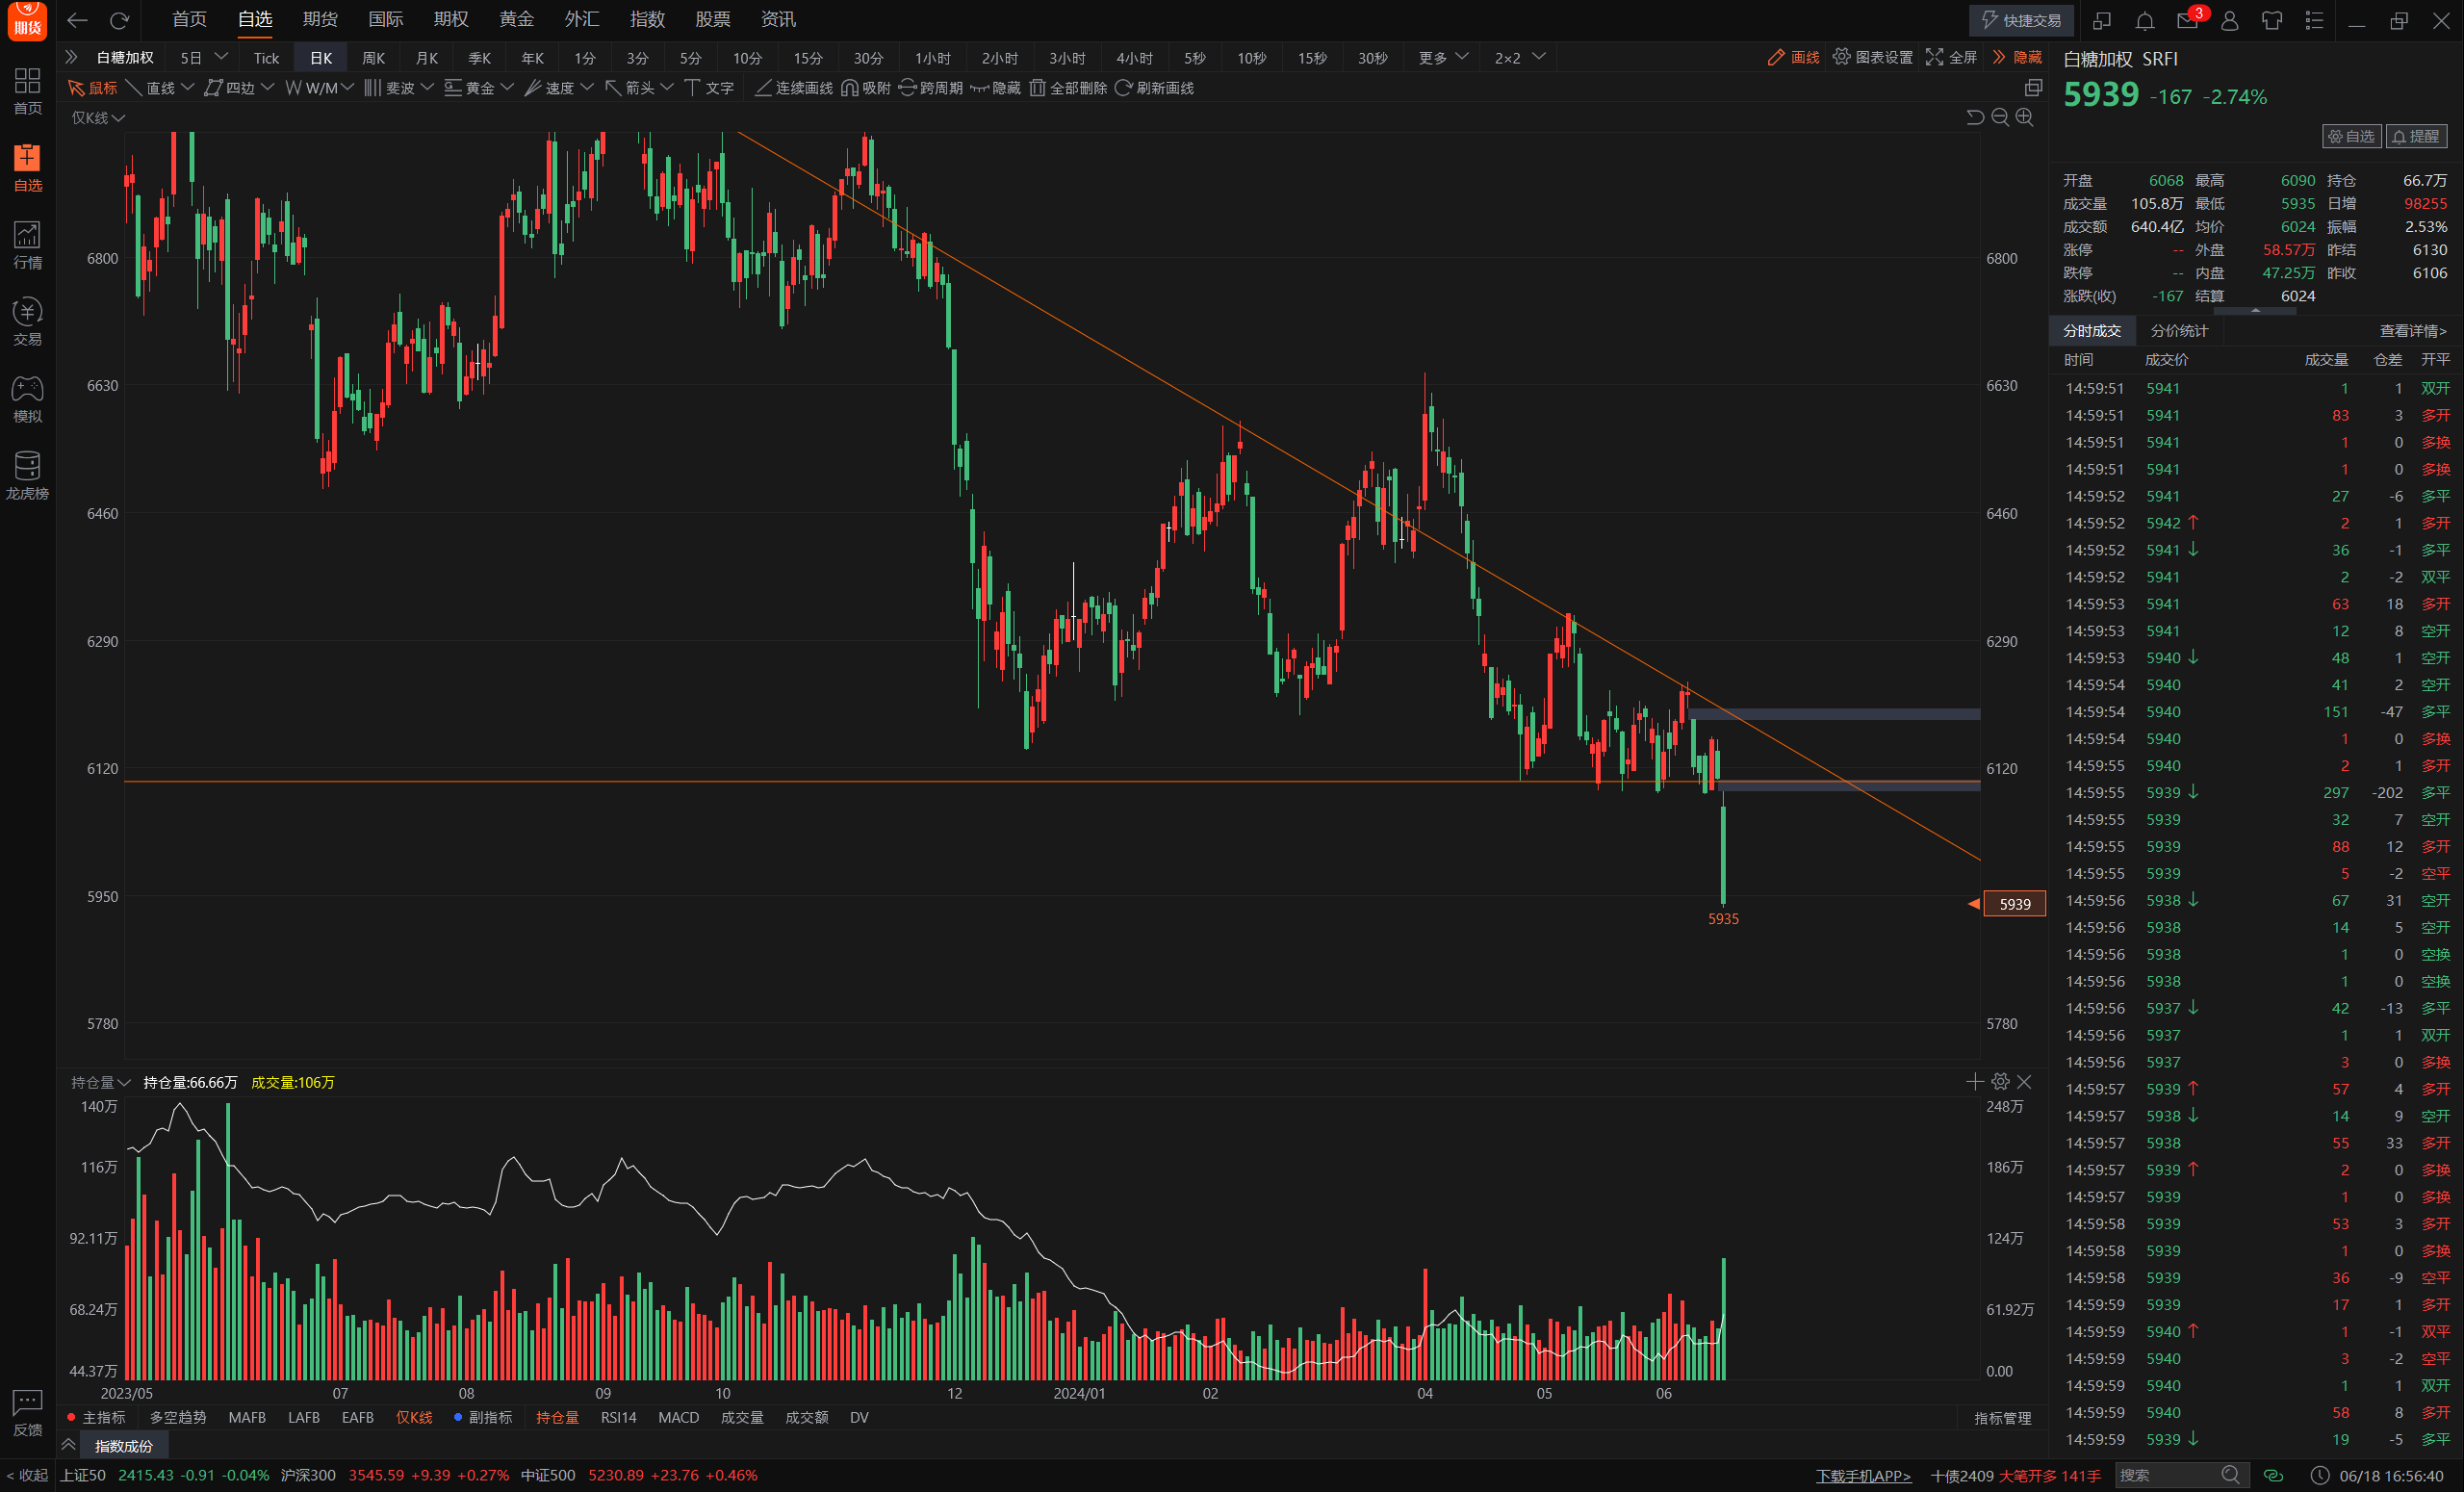 期货
首页 自选 期货 国际 期权 黄金 外汇 指数 股票 资讯
快捷交易 3
白糖加权 5日 Tick 日K 周K 月K 季K 年K 1分 3分 5分 10分 15分 30分 1小时 2小时 3小时 4小时 5秒 10秒 15秒 30秒 更多 2×2
画线 图表设置 全屏 隐藏
鼠标 直线 四边 W/M 斐波 黄金 速度 箭头 文字 连续画线 吸附 跨周期 隐藏 全部删除 刷新画线
仅K线
首页
自选
行情
交易
模拟
龙虎榜
反馈
< 收起
6800 6800
6630 6630
6460 6460
6290 6290
6120 6120
5950
5939
5935
5780 5780
持仓量 持仓量:66.66万 成交量:106万
140万 248万
116万 186万
92.11万 124万
68.24万 61.92万
44.37万 0.00
2023/05 07 08 09 10 12 2024/01 02 04 05 06
主指标 多空趋势 MAFB LAFB EAFB 仅K线 副指标 持仓量 RSI14 MACD 成交量 成交额 DV
指标管理
指数成份
白糖加权 SRFI
5939 -167 -2.74%
自选 提醒
开盘 6068 最高 6090 持仓 66.7万
成交量 105.8万 最低 5935 日增 98255
成交额 640.4亿 均价 6024 振幅 2.53%
涨停 -- 外盘 58.57万 昨结 6130
跌停 -- 内盘 47.25万 昨收 6106
涨跌(收) -167 结算 6024
分时成交 分价统计 查看详情>
时间 成交价 成交量 仓差 开平
14:59:51 5941 1 1 双开
14:59:51 5941 83 3 多开
14:59:51 5941 1 0 多换
14:59:51 5941 1 0 多换
14:59:52 5941 27 -6 多平
14:59:52 5942 ↑ 2 1 多开
14:59:52 5941 ↓ 36 -1 多平
14:59:52 5941 2 -2 双平
14:59:53 5941 63 18 多开
14:59:53 5941 12 8 空开
14:59:53 5940 ↓ 48 1 空开
14:59:54 5940 41 2 空开
14:59:54 5940 151 -47 多平
14:59:54 5940 1 0 多换
14:59:55 5940 2 1 多开
14:59:55 5939 ↓ 297 -202 多平
14:59:55 5939 32 7 空开
14:59:55 5939 88 12 多开
14:59:55 5939 5 -2 空平
14:59:56 5938 ↓ 67 31 空开
14:59:56 5938 14 5 空开
14:59:56 5938 1 0 空换
14:59:56 5938 1 0 空换
14:59:56 5937 ↓ 42 -13 多平
14:59:56 5937 1 1 双开
14:59:56 5937 3 0 多换
14:59:57 5939 ↑ 57 4 多开
14:59:57 5938 ↓ 14 9 空开
14:59:57 5938 55 33 多开
14:59:57 5939 ↑ 2 0 多换
14:59:57 5939 1 0 多换
14:59:58 5939 53 3 多开
14:59:58 5939 1 0 多换
14:59:58 5939 36 -9 空平
14:59:59 5939 17 1 多开
14:59:59 5940 ↑ 1 -1 双平
14:59:59 5940 3 -2 空平
14:59:59 5940 1 1 双开
14:59:59 5940 58 8 多开
14:59:59 5939 ↓ 19 -5 多平
上证50 2415.43 -0.91 -0.04% 沪深300 3545.59 +9.39 +0.27% 中证500 5230.89 +23.76 +0.46%
下载手机APP> 十债2409 大笔开多 141手 搜索 06/18 16:56:40